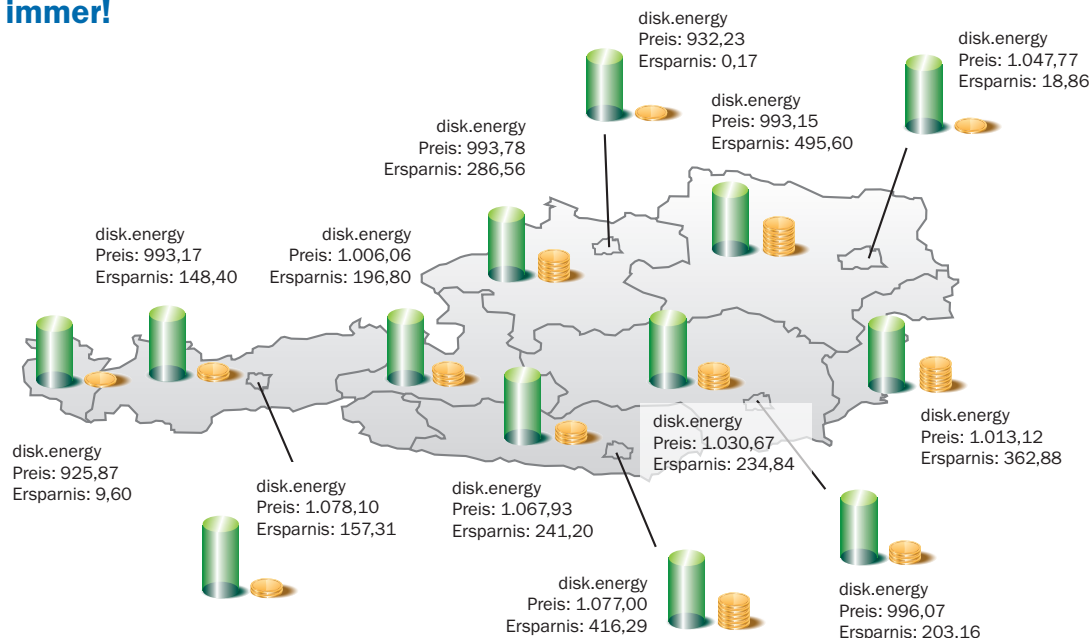 immer!
disk.energy
Preis: 932,23
Ersparnis: 0,17
disk.energy
Preis: 1.047,77
Ersparnis: 18,86
disk.energy
Preis: 993,15
Ersparnis: 495,60
disk.energy
Preis: 993,78
Ersparnis: 286,56
disk.energy
Preis: 993,17
Ersparnis: 148,40
disk.energy
Preis: 1.006,06
Ersparnis: 196,80
disk.energy
Preis: 925,87
Ersparnis: 9,60
disk.energy
Preis: 1.078,10
Ersparnis: 157,31
disk.energy
Preis: 1.067,93
Ersparnis: 241,20
disk.energy
Preis: 1.030,67
Ersparnis: 234,84
disk.energy
Preis: 1.013,12
Ersparnis: 362,88
disk.energy
Preis: 1.077,00
Ersparnis: 416,29
disk.energy
Preis: 996,07
Ersparnis: 203,16